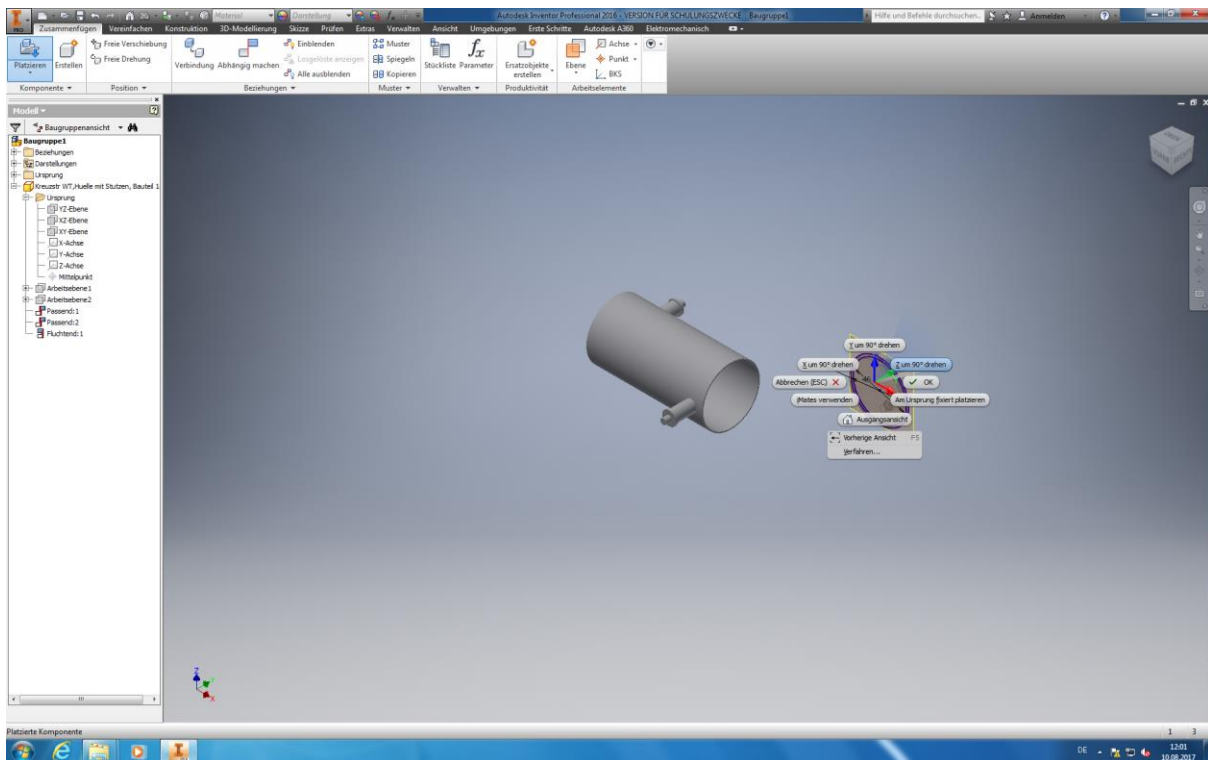 Material
Darstellung
Autodesk Inventor Professional 2016 - VERSION FÜR SCHULUNGSZWECKE Baugruppe1
Hilfe und Befehle durchsuchen..
Anmelden
PRO
Zusammenfügen Vereinfachen Konstruktion 3D-Modellierung Skizze Prüfen Extras Verwalten Ansicht Umgebungen Erste Schritte Autodesk A360 Elektromechanisch
Platzieren
Erstellen
Freie Verschiebung
Freie Drehung
Verbindung
Abhängig machen
Einblenden
Losgelöste anzeigen
Alle ausblenden
Muster
Spiegeln
Kopieren
Stückliste
Parameter
Ersatzobjekte
erstellen
Ebene
Achse
Punkt
BKS
Komponente
Position
Beziehungen
Muster
Verwalten
Produktivität
Arbeitselemente
Modell
Baugruppenansicht
Baugruppe1
Beziehungen
Darstellungen
Ursprung
Kreuzstr WT,Huelle mit Stutzen, Bauteil 1
Ursprung
YZ-Ebene
XZ-Ebene
XY-Ebene
X-Achse
Y-Achse
Z-Achse
Mittelpunkt
Arbeitsebene1
Arbeitsebene2
Passend:1
Passend:2
Fluchtend:1
Y um 90° drehen
X um 90° drehen
Z um 90° drehen
Abbrechen (ESC)
OK
iMates verwenden
Am Ursprung fixiert platzieren
Ausgangsansicht
Vorherige Ansicht F5
Verfahren...
Z
Y
X
Platzierte Komponente
1 3
DE
12:01
10.08.2017